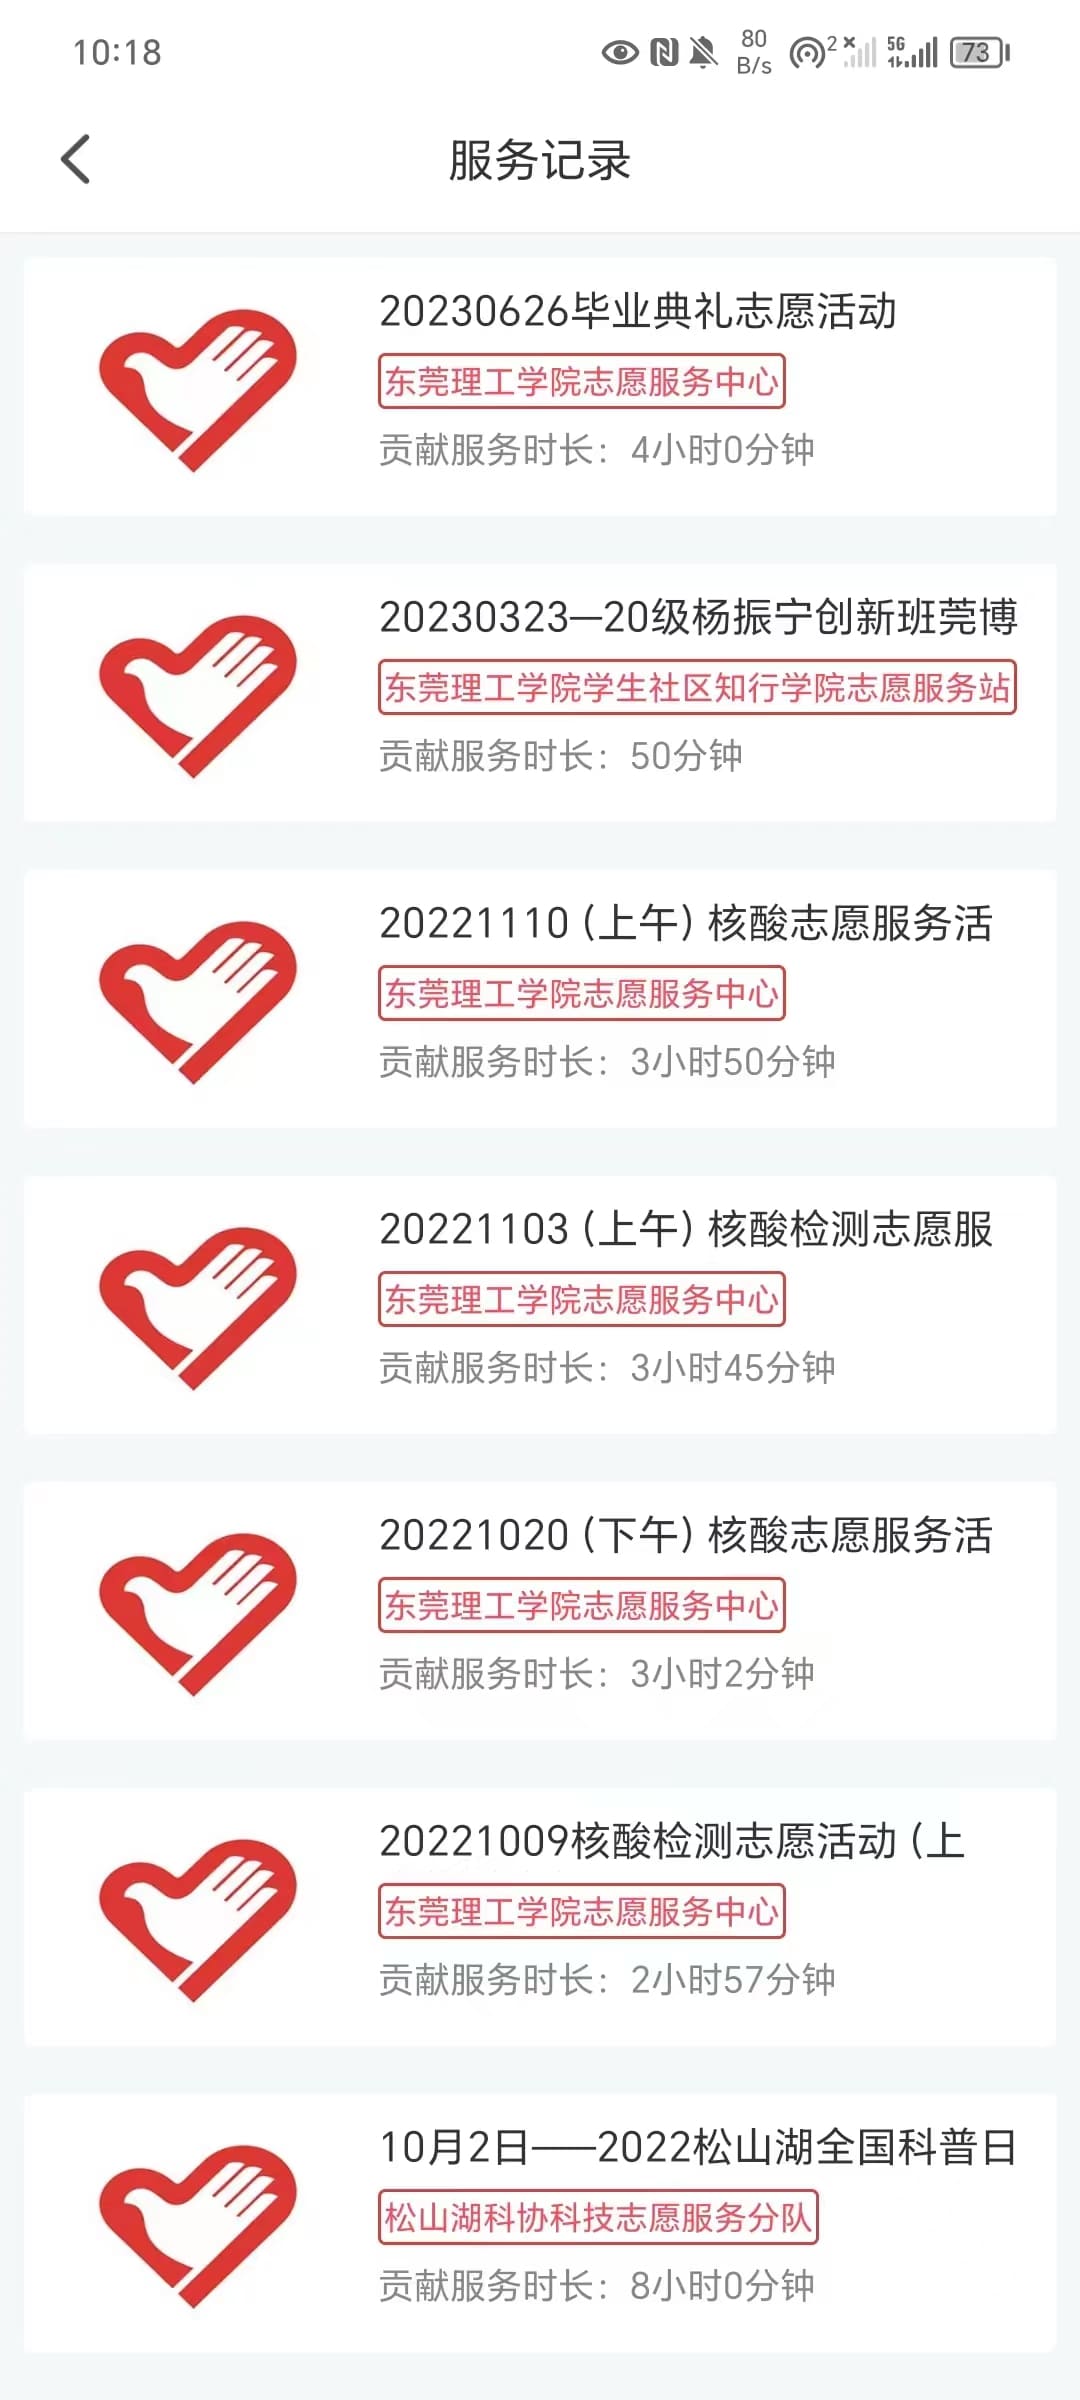 10:18
80
B/s
2
5G
73
服务记录
20230626毕业典礼志愿活动
东莞理工学院志愿服务中心
贡献服务时长：4小时0分钟
20230323—20级杨振宁创新班莞博
东莞理工学院学生社区知行学院志愿服务站
贡献服务时长：50分钟
20221110（上午）核酸志愿服务活
东莞理工学院志愿服务中心
贡献服务时长：3小时50分钟
20221103（上午）核酸检测志愿服
东莞理工学院志愿服务中心
贡献服务时长：3小时45分钟
20221020（下午）核酸志愿服务活
东莞理工学院志愿服务中心
贡献服务时长：3小时2分钟
20221009核酸检测志愿活动（上
东莞理工学院志愿服务中心
贡献服务时长：2小时57分钟
10月2日——2022松山湖全国科普日
松山湖科协科技志愿服务分队
贡献服务时长：8小时0分钟